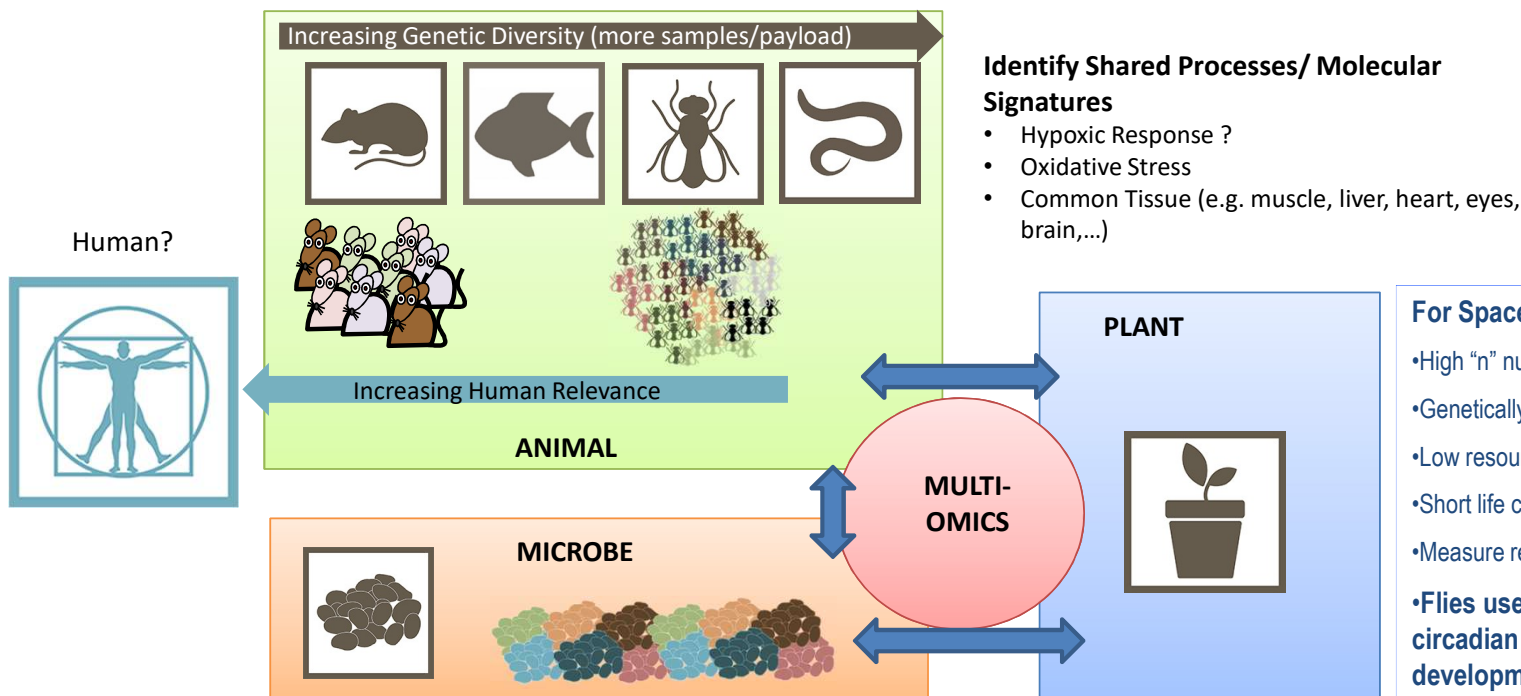 Increasing Genetic Diversity (more samples/payload)
Identify Shared Processes/ Molecular
Signatures
• Hypoxic Response ?
• Oxidative Stress
• Common Tissue (e.g. muscle, liver, heart, eyes,
brain,…)
Human?
Increasing Human Relevance
ANIMAL
PLANT
MULTI-
OMICS
MICROBE
For Space
•High “n” nu
•Genetically
•Low resou
•Short life c
•Measure re
•Flies use
circadian
developm